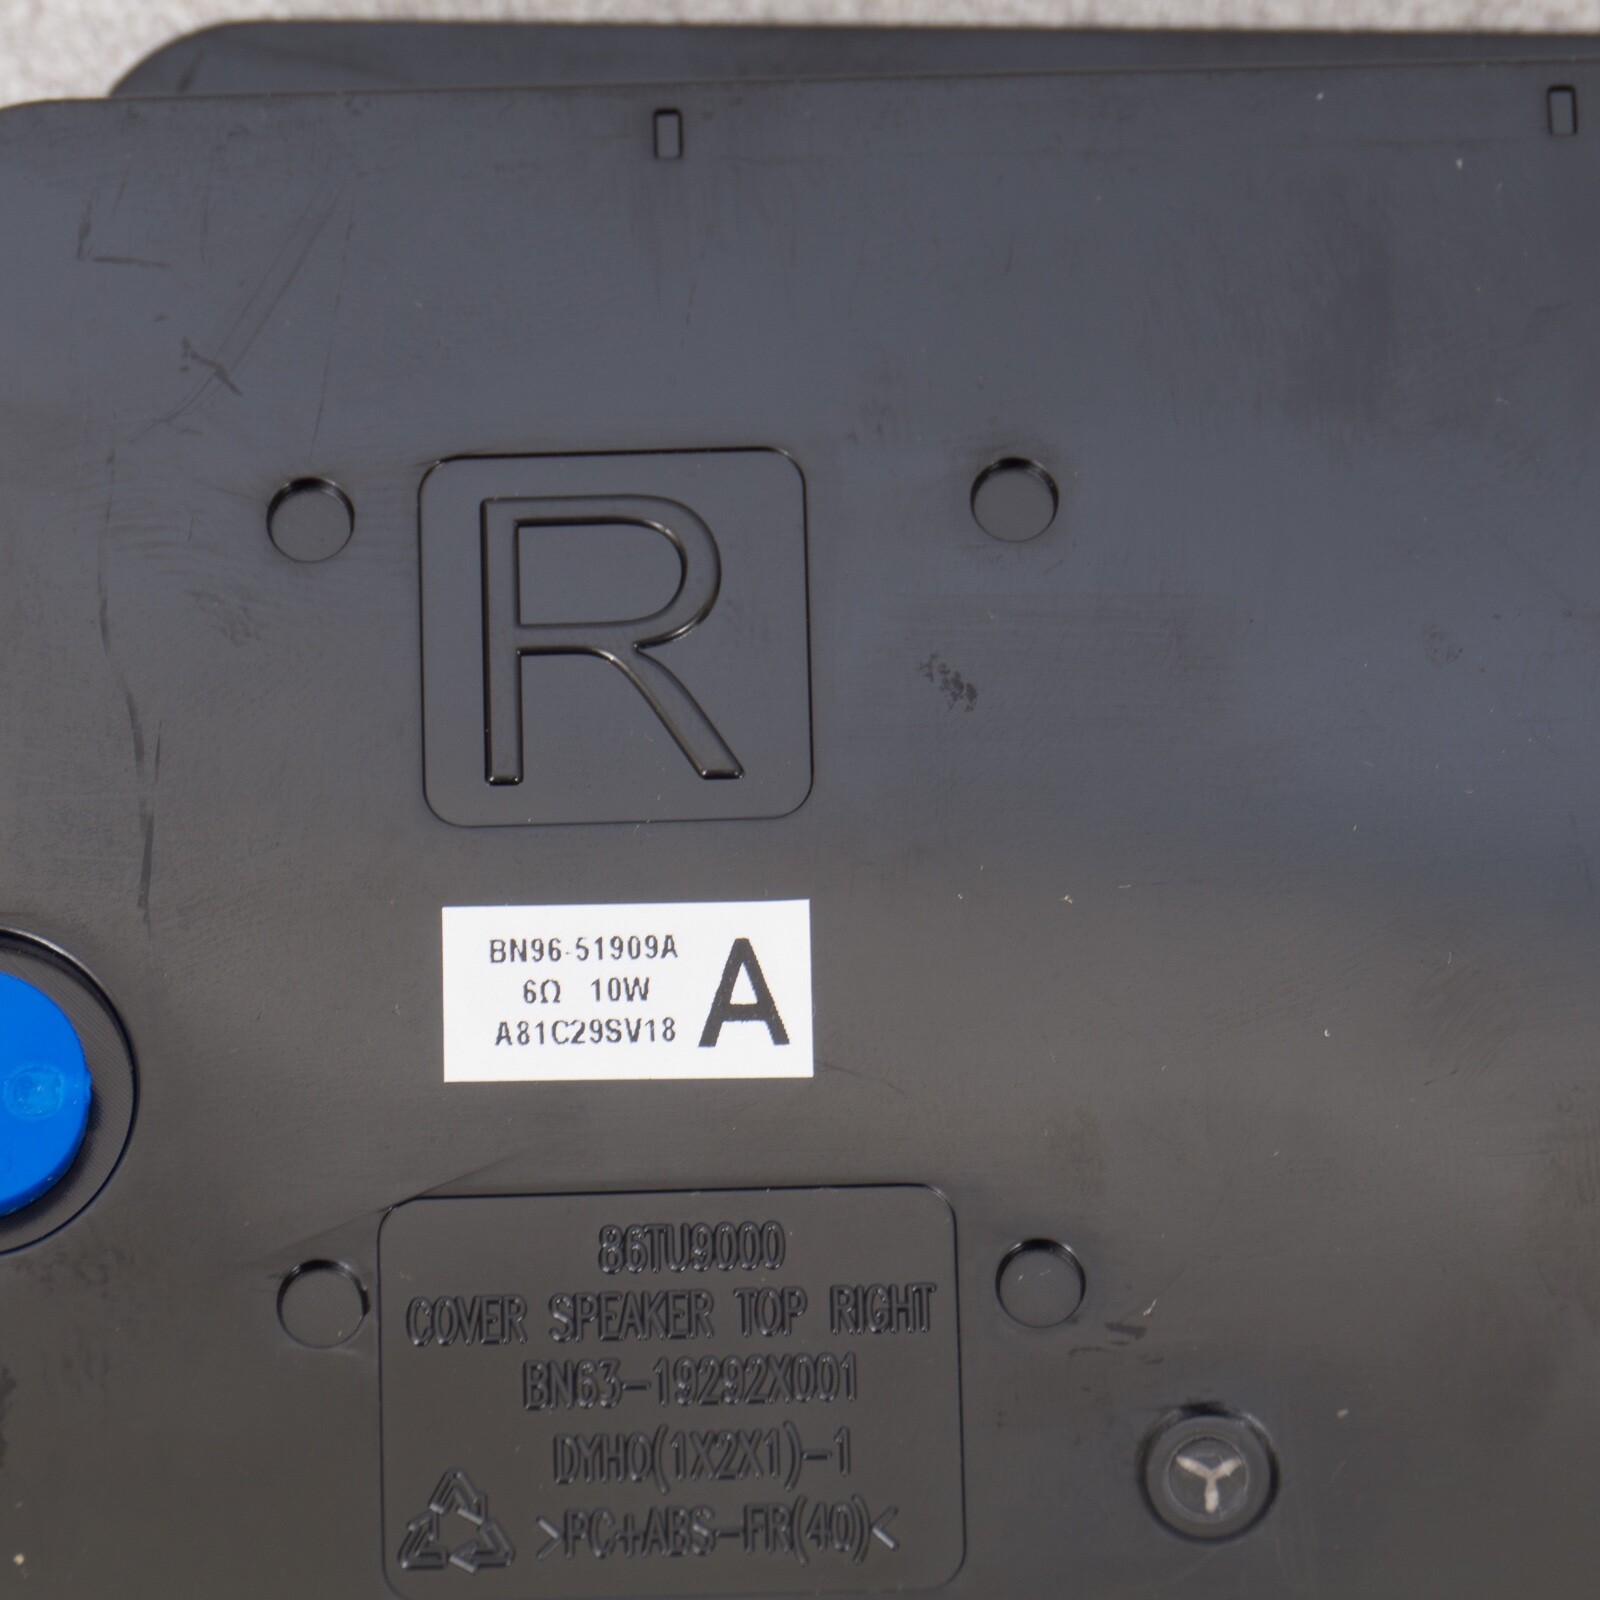 R
BN96-51909A
6Ω 10W
A81C29SV18
A
86TU9000
COVER SPEAKER TOP RIGHT
BN63-19292X001
DYHO(1X2X1)-1
>PC+ABS-FR(40)<